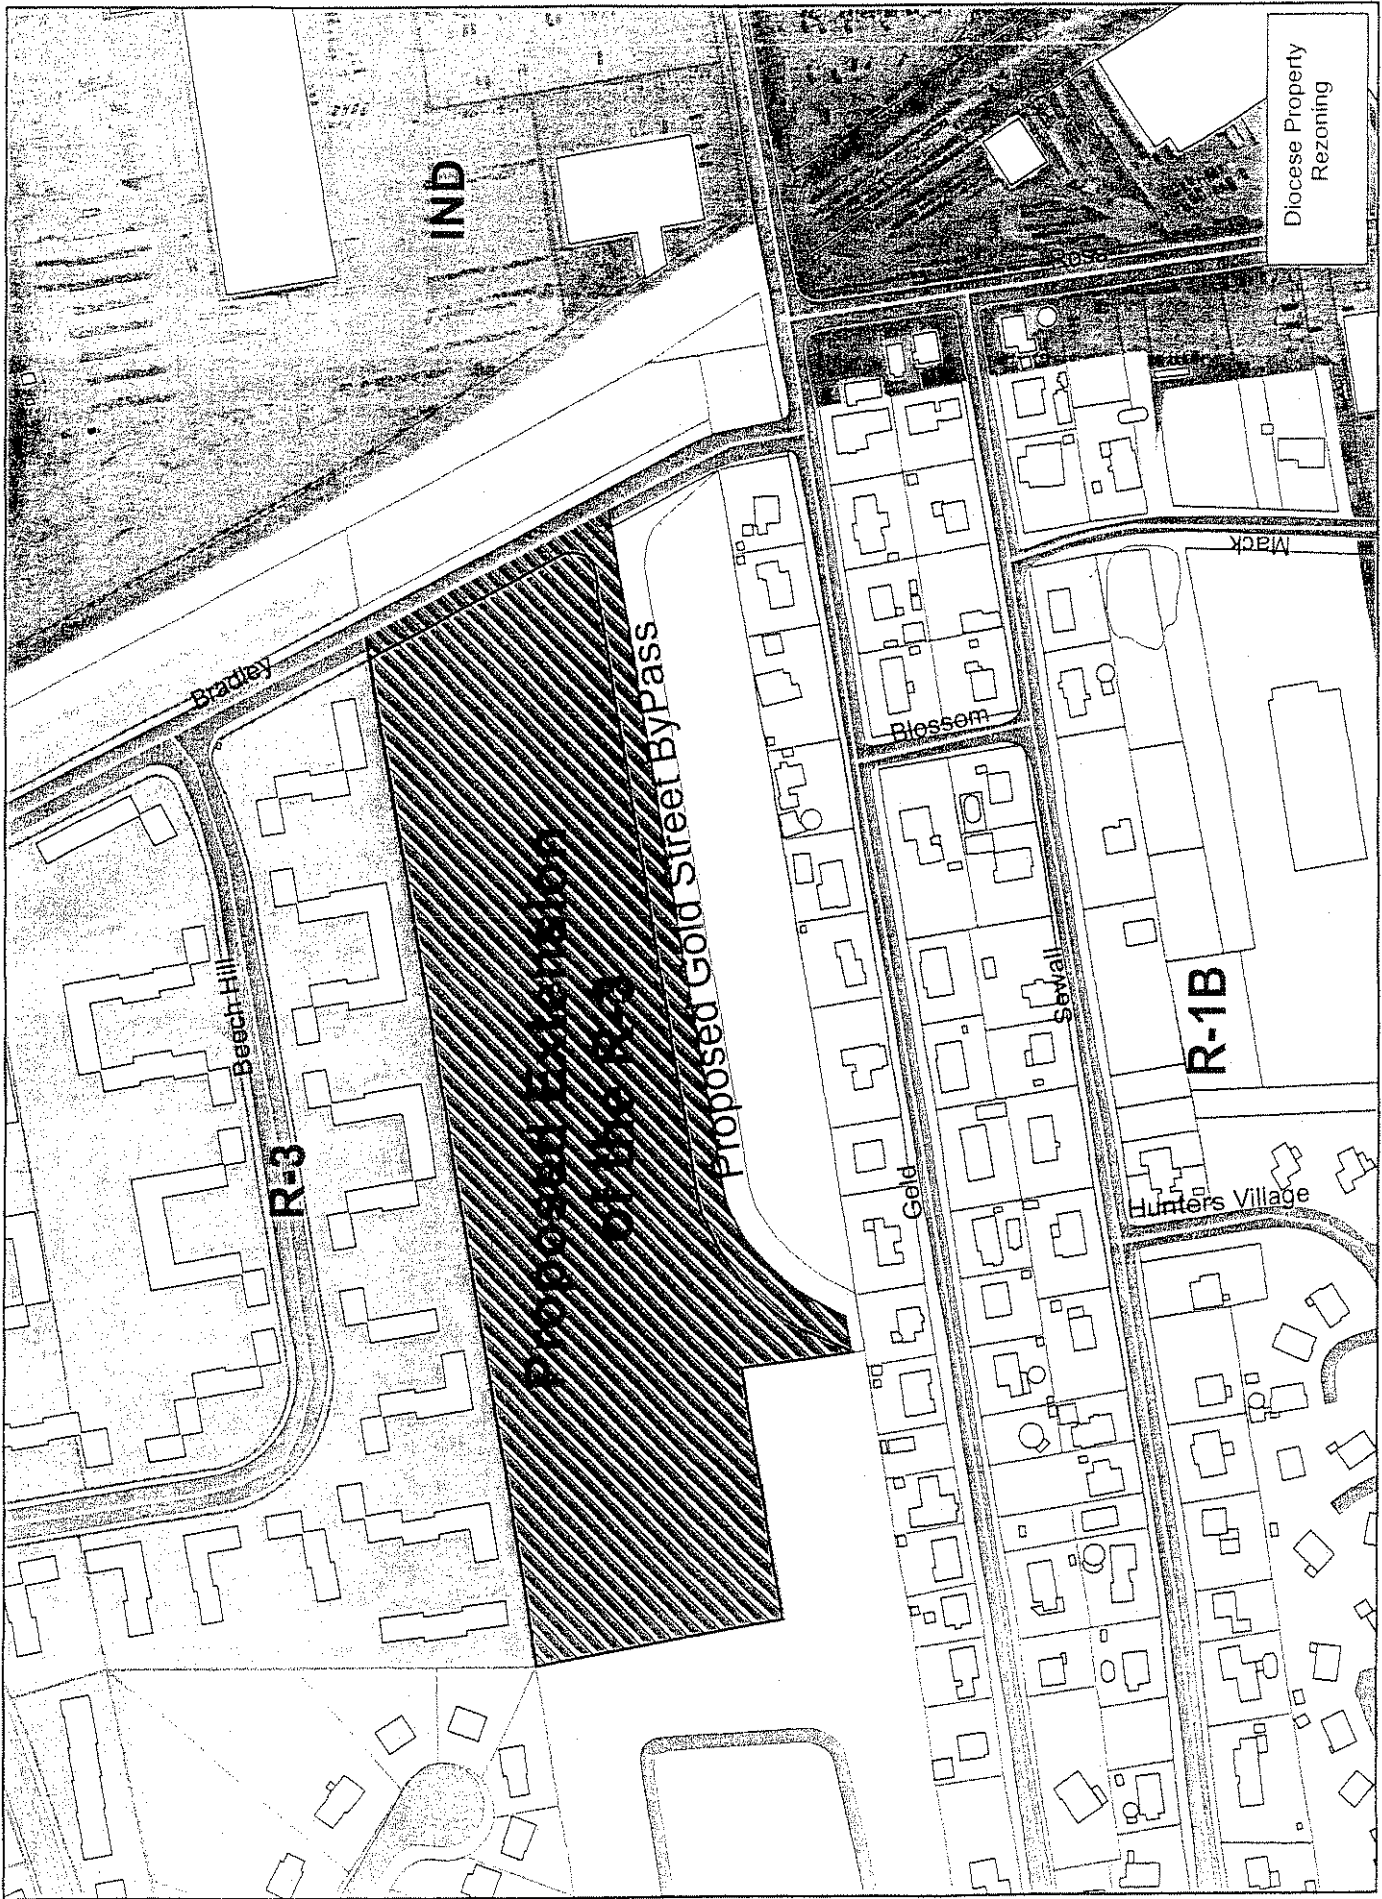 Diocese Property
Rezoning
IND
Rosa
Bradley
Mack
Proposed Gold Street ByPass
Blossom
Proposed Extension
of the R-3
Beech Hill
Sewall
R-1B
R-3
Gold
Hunters Village